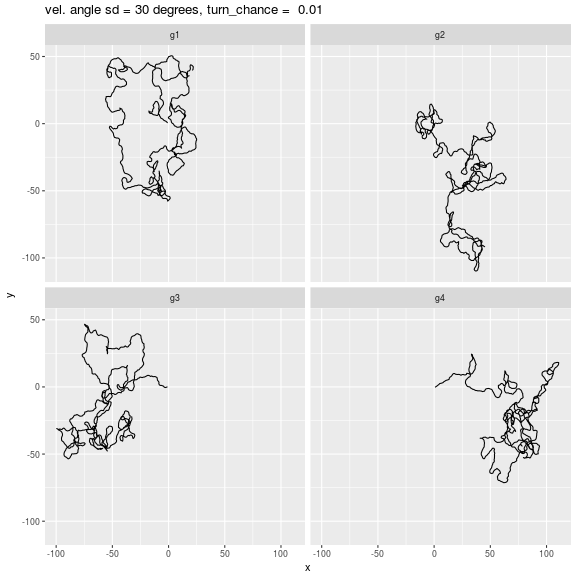 vel. angle sd = 30 degrees, turn_chance =  0.01
g1
g2
50
0
-50
-100
y
g3
g4
50
0
-50
-100
-100 -50 0 50 100 -100 -50 0 50 100
x